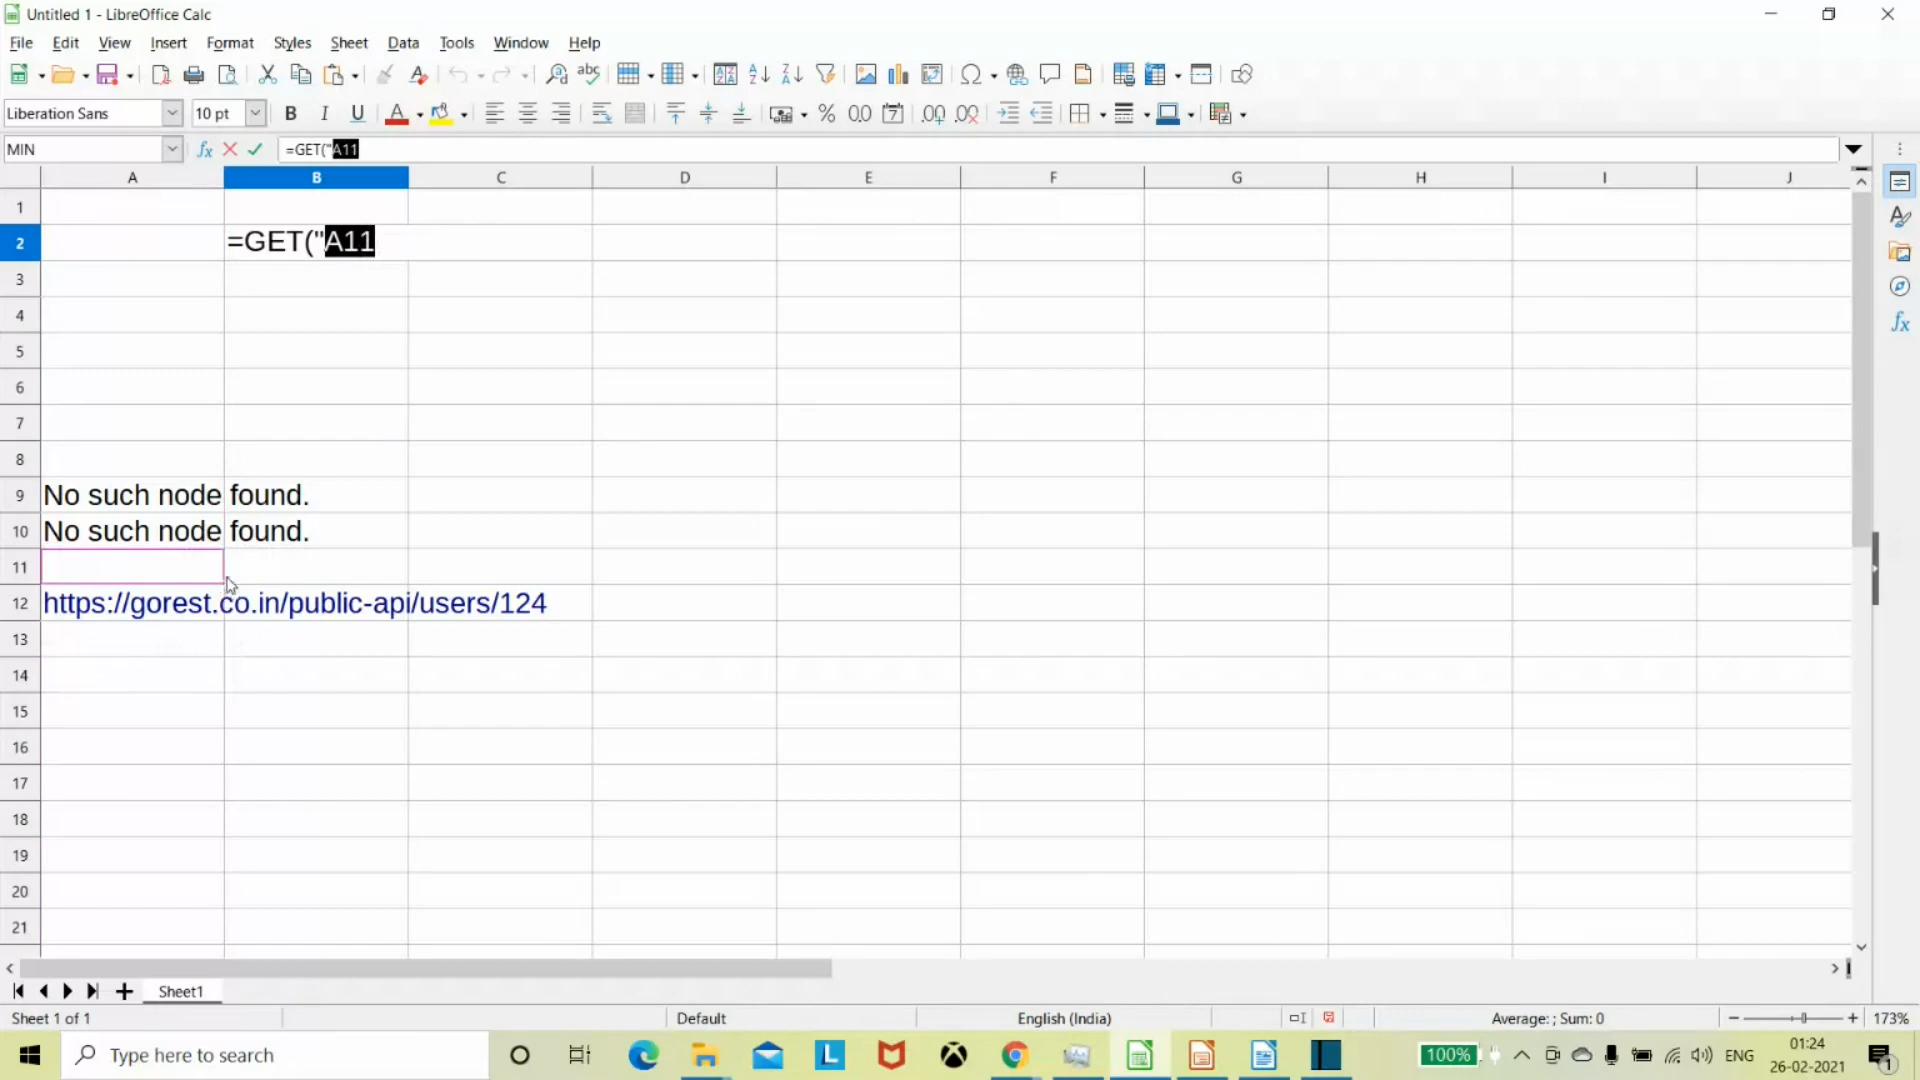 Untitled 1 - LibreOffice Calc
File Edit View Insert Format Styles Sheet Data Tools Window Help
Liberation Sans 10 pt
MIN =GET("A11
A B C D E F G H I J
1
2 =GET("A11
3
4
5
6
7
8
9 No such node found.
10 No such node found.
11
12 https://gorest.co.in/public-api/users/124
13
14
15
16
17
18
19
20
21
Sheet1
Sheet 1 of 1 Default English (India) Average: ; Sum: 0 173%
Type here to search 100% ENG 01:24
26-02-2021